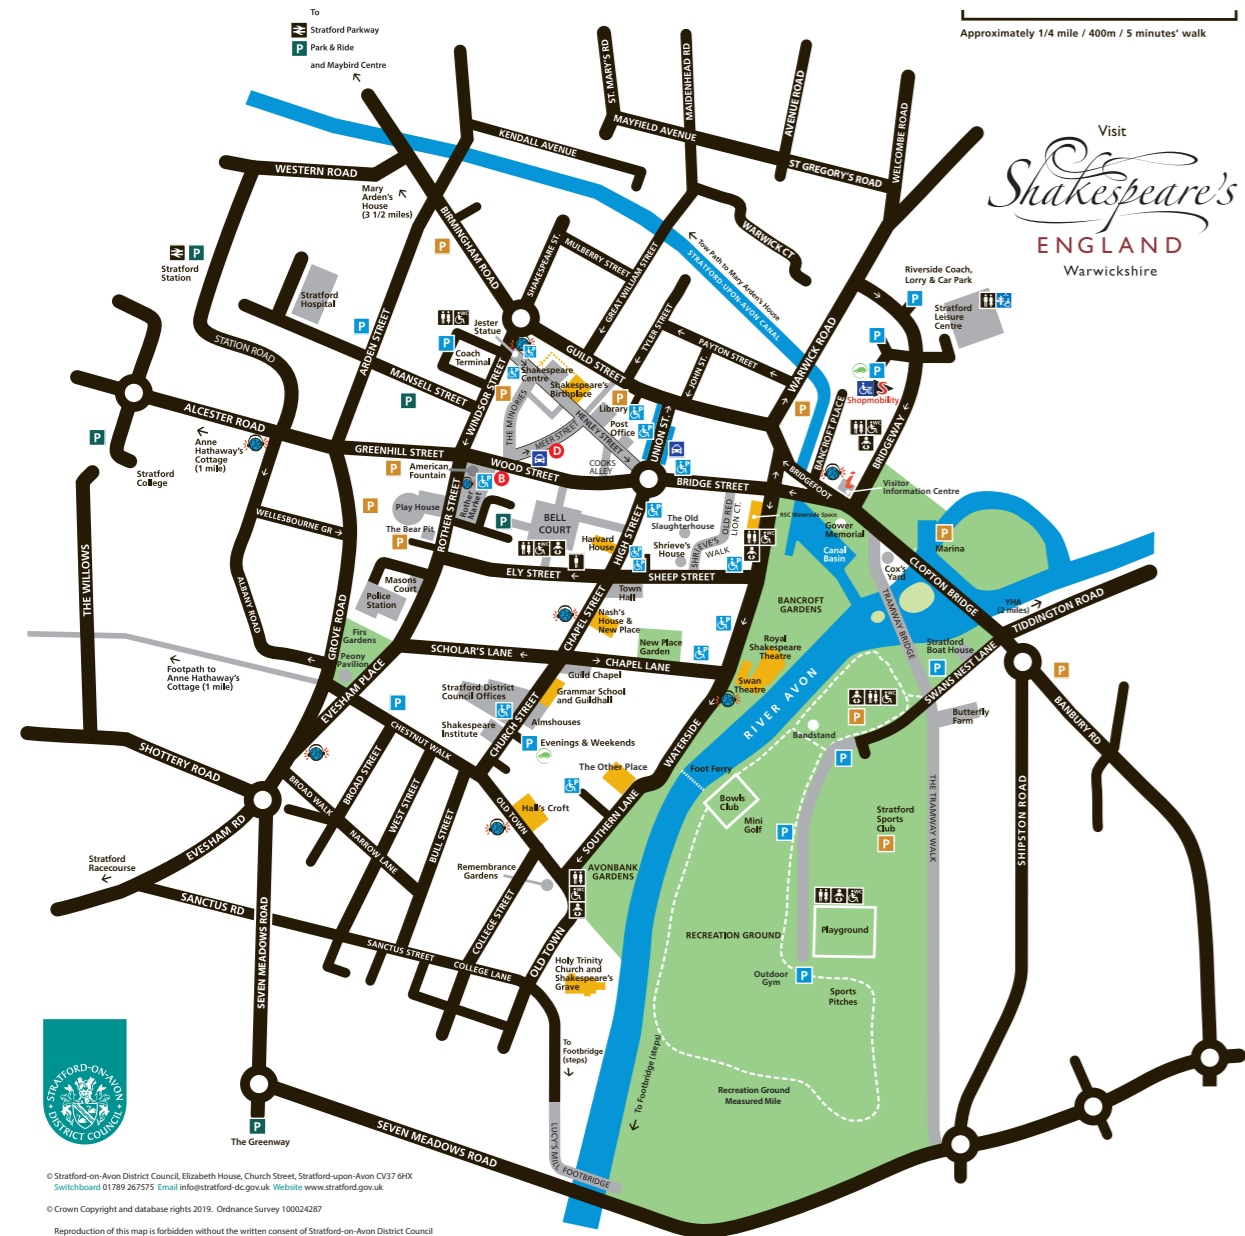 To
Stratford Parkway
Park & Ride
and Maybird Centre
Approximately 1/4 mile / 400m / 5 minutes' walk
Visit
Shakespeare's
ENGLAND
Warwickshire
ST. MARY'S RD
MAIDENHEAD RD
AVENUE ROAD
WELCOMBE ROAD
MAYFIELD AVENUE
ST GREGORY'S ROAD
KENDALL AVENUE
WESTERN ROAD
Mary
Arden's
House
(3 1/2 miles)
BIRMINGHAM ROAD
SHAKESPEARE ST.
MULBERRY STREET
GREAT WILLIAM STREET
WARWICK CT
Tow Path to Mary Arden's House
STRATFORD-UPON-AVON CANAL
Stratford
Station
Stratford
Hospital
ARDEN STREET
STATION ROAD
MANSELL STREET
Jester
Statue
Coach
Terminal
WINDSOR STREET
Shakespeare
Centre
Shakespeare's
Birthplace
GUILD STREET
TYLER STREET
PAYTON STREET
JOHN ST.
WARWICK ROAD
Riverside Coach,
Lorry & Car Park
Stratford
Leisure
Centre
Shopmobility
BANCROFT PLACE
BRIDGEWAY
THE MINORIES
MEER STREET
HENLEY STREET
Library
Post
Office
UNION ST.
COOKS
ALLEY
ALCESTER ROAD
Anne
Hathaway's
Cottage
(1 mile)
Stratford
College
GREENHILL STREET
American
Fountain
WOOD STREET
BRIDGE STREET
BRIDGEFOOT
Visitor
Information Centre
D
B
i
S
WELLESBOURNE GR
Play House
The Bear Pit
Rother
Market
ROTHER STREET
BELL
COURT
Harvard
House
HIGH STREET
The Old
Slaughterhouse
Shrieve's
House
SHRIEVE'S
WALK
OLD RED
LION CT.
RSC Waterside Space
Gower
Memorial
Canal
Basin
Cox's
Yard
Marina
CLOPTON BRIDGE
YHA
(2 miles)
TIDDINGTON ROAD
THE WILLOWS
ALBANY ROAD
GROVE ROAD
Masons
Court
Police
Station
ELY STREET
SHEEP STREET
Town
Hall
CHAPEL STREET
Nash's
House &
New Place
New Place
Garden
BANCROFT
GARDENS
TRAMWAY BRIDGE
Stratford
Boat House
SWANS NEST LANE
Firs
Gardens
Peony
Pavilion
SCHOLAR'S LANE
CHAPEL LANE
Royal
Shakespeare
Theatre
Swan
Theatre
RIVER AVON
Footpath to
Anne Hathaway's
Cottage (1 mile)
EVESHAM PLACE
Guild Chapel
Grammar School
and Guildhall
Stratford District
Council Offices
Shakespeare
Institute
Almshouses
CHURCH STREET
Evenings & Weekends
WATERSIDE
Bandstand
Butterfly
Farm
BANBURY RD
SHOTTERY ROAD
CHESTNUT WALK
BROAD STREET
WEST STREET
BROAD WALK
NARROW LANE
BULL STREET
OLD TOWN
Hall's Croft
The Other Place
SOUTHERN LANE
Foot Ferry
Bowls
Club
Mini
Golf
Stratford
Sports
Club
THE TRAMWAY WALK
SHIPSTON ROAD
EVESHAM RD
Stratford
Racecourse
SANCTUS RD
SEVEN MEADOWS ROAD
SANCTUS STREET
COLLEGE LANE
COLLEGE STREET
Remembrance
Gardens
AVONBANK
GARDENS
OLD TOWN
RECREATION GROUND
Playground
Holy Trinity
Church and
Shakespeare's
Grave
Outdoor
Gym
Sports
Pitches
To
Footbridge
(steps)
To Footbridge (steps)
Recreation Ground
Measured Mile
LUCY'S MILL FOOTBRIDGE
SEVEN MEADOWS ROAD
The Greenway
STRATFORD-ON-AVON
DISTRICT COUNCIL
© Stratford-on-Avon District Council, Elizabeth House, Church Street, Stratford-upon-Avon CV37 6HX
Switchboard 01789 267575 Email info@stratford-dc.gov.uk Website www.stratford.gov.uk
© Crown Copyright and database rights 2019. Ordnance Survey 100024287
Reproduction of this map is forbidden without the written consent of Stratford-on-Avon District Council